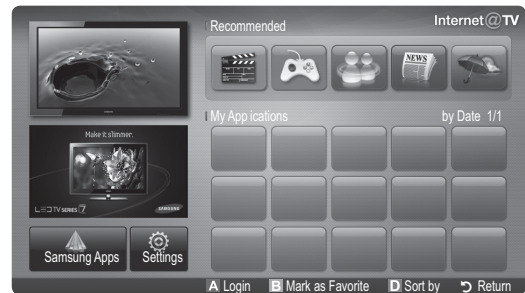 Recommended
Internet@TV
NEWS
My App ications
by Date 1/1
Make it slimmer.
LED TV SERIES 7
SAMSUNG
Samsung Apps
Settings
A Login
B Mark as Favorite
D Sort by
Return